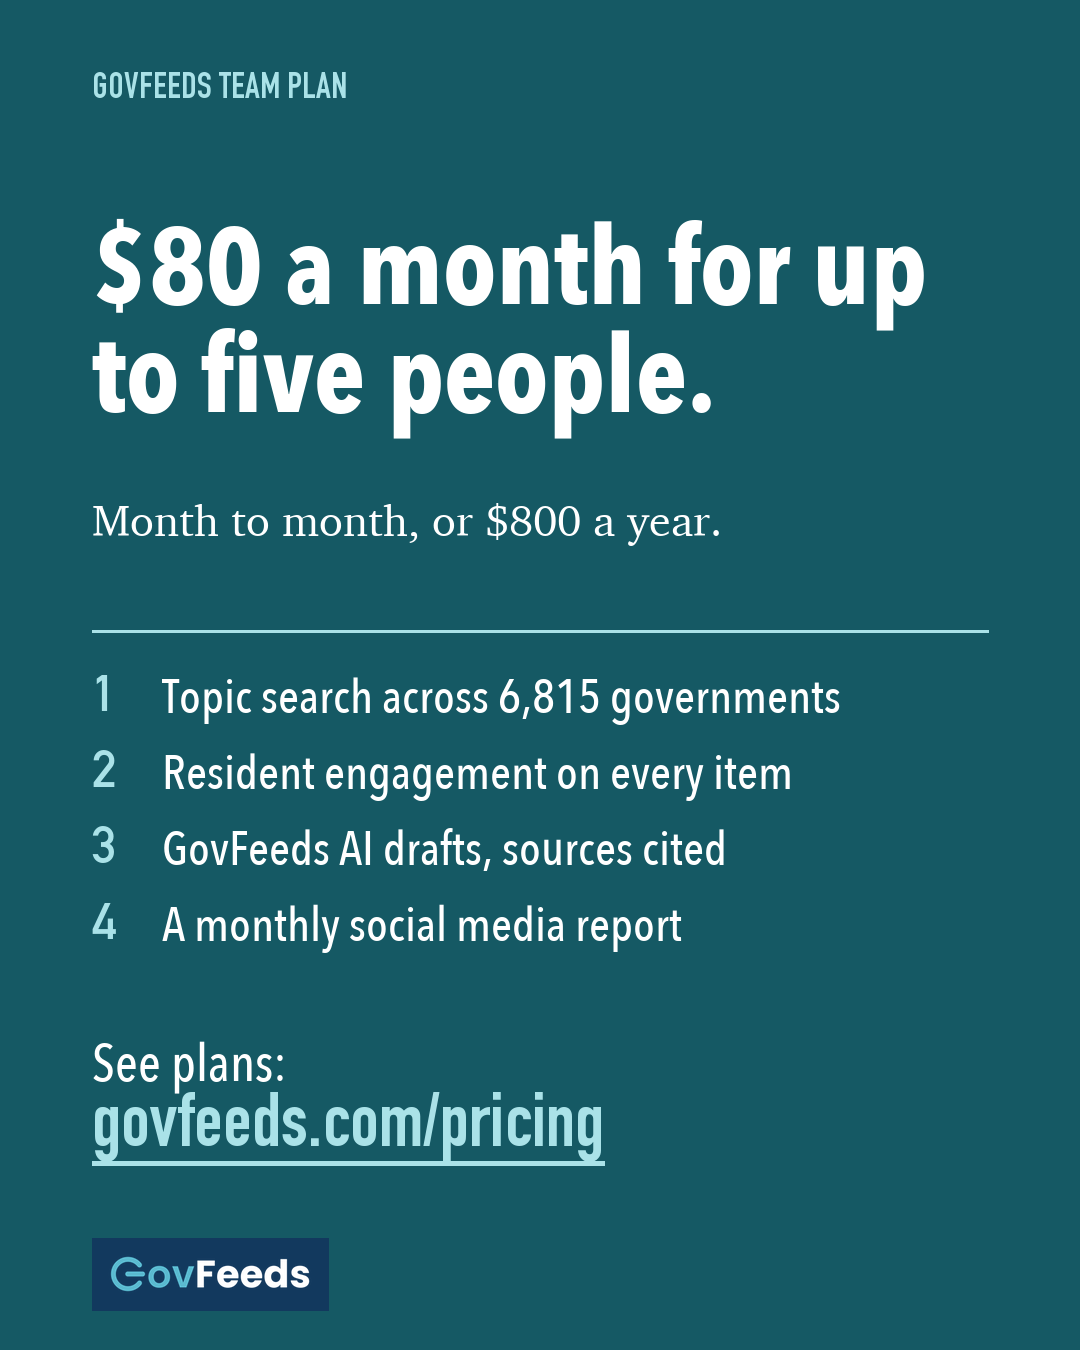 GOVFEEDS TEAM PLAN
$80 a month for up
to five people.
Month to month, or $800 a year.
1 Topic search across 6,815 governments
2 Resident engagement on every item
3 GovFeeds AI drafts, sources cited
4 A monthly social media report
See plans:
govfeeds.com/pricing
GovFeeds